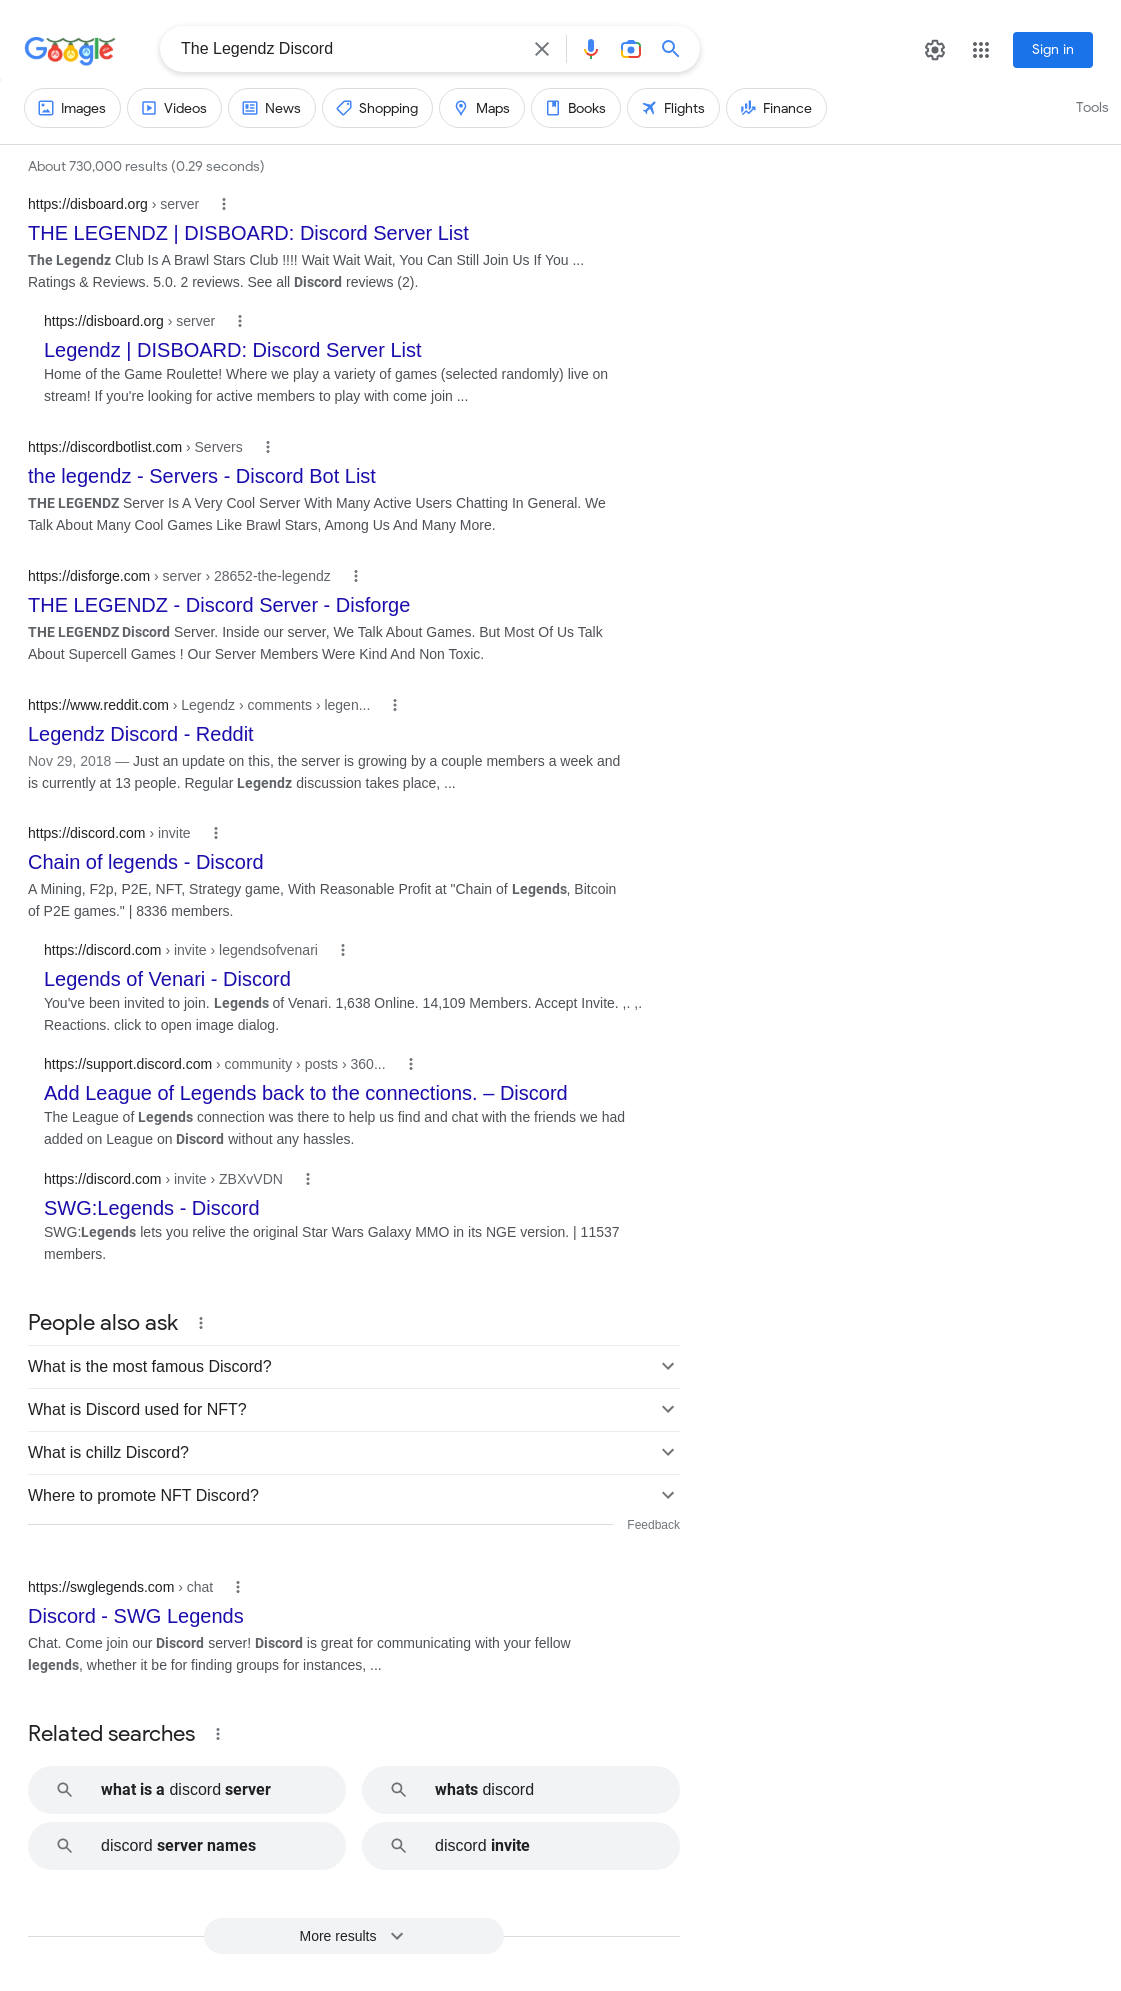 Google
The Legendz Discord
Sign in
Images
Videos
News
Shopping
Maps
Books
Flights
Finance
Tools
About 730,000 results (0.29 seconds)
https://disboard.org › server
THE LEGENDZ | DISBOARD: Discord Server List
The Legendz Club Is A Brawl Stars Club !!!! Wait Wait Wait, You Can Still Join Us If You ...
Ratings & Reviews. 5.0. 2 reviews. See all Discord reviews (2).
https://disboard.org › server
Legendz | DISBOARD: Discord Server List
Home of the Game Roulette! Where we play a variety of games (selected randomly) live on
stream! If you're looking for active members to play with come join ...
https://discordbotlist.com › Servers
the legendz - Servers - Discord Bot List
THE LEGENDZ Server Is A Very Cool Server With Many Active Users Chatting In General. We
Talk About Many Cool Games Like Brawl Stars, Among Us And Many More.
https://disforge.com › server › 28652-the-legendz
THE LEGENDZ - Discord Server - Disforge
THE LEGENDZ Discord Server. Inside our server, We Talk About Games. But Most Of Us Talk
About Supercell Games ! Our Server Members Were Kind And Non Toxic.
https://www.reddit.com › Legendz › comments › legen...
Legendz Discord - Reddit
Nov 29, 2018 — Just an update on this, the server is growing by a couple members a week and
is currently at 13 people. Regular Legendz discussion takes place, ...
https://discord.com › invite
Chain of legends - Discord
A Mining, F2p, P2E, NFT, Strategy game, With Reasonable Profit at "Chain of Legends, Bitcoin
of P2E games." | 8336 members.
https://discord.com › invite › legendsofvenari
Legends of Venari - Discord
You've been invited to join. Legends of Venari. 1,638 Online. 14,109 Members. Accept Invite. ,. ,.
Reactions. click to open image dialog.
https://support.discord.com › community › posts › 360...
Add League of Legends back to the connections. – Discord
The League of Legends connection was there to help us find and chat with the friends we had
added on League on Discord without any hassles.
https://discord.com › invite › ZBXvVDN
SWG:Legends - Discord
SWG:Legends lets you relive the original Star Wars Galaxy MMO in its NGE version. | 11537
members.
People also ask
What is the most famous Discord?
What is Discord used for NFT?
What is chillz Discord?
Where to promote NFT Discord?
Feedback
https://swglegends.com › chat
Discord - SWG Legends
Chat. Come join our Discord server! Discord is great for communicating with your fellow
legends, whether it be for finding groups for instances, ...
Related searches
what is a discord server
whats discord
discord server names
discord invite
More results